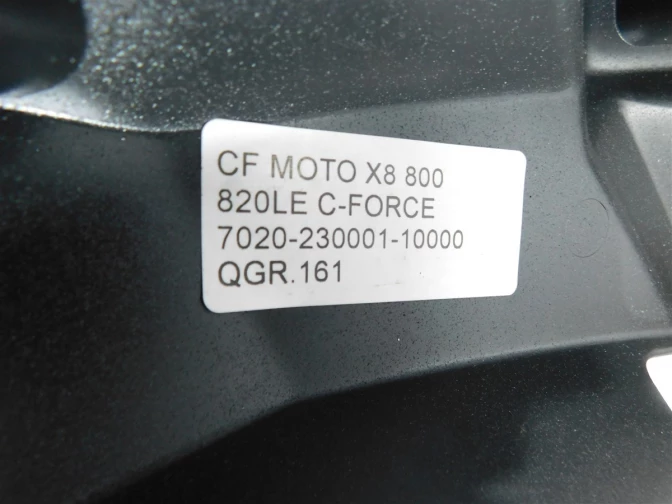 CF MOTO X8 800
820LE C-FORCE
7020-230001-10000
QGR.161